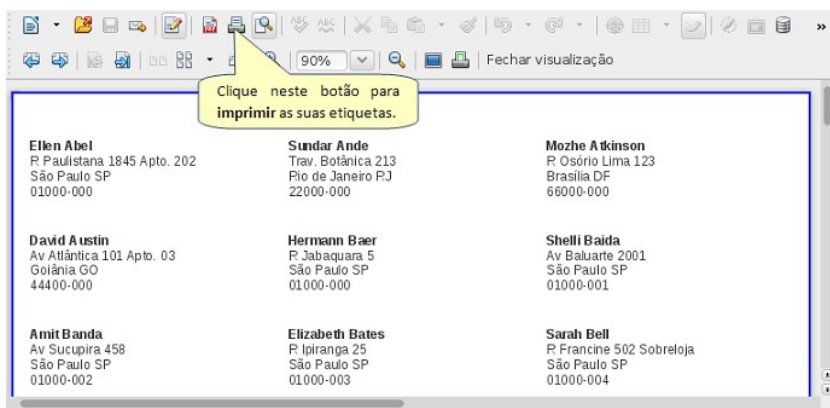 90%
Fechar visualização
Clique neste botão para
imprimir as suas etiquetas.
Ellen Abel
R Paulistana 1845 Apto. 202
São Paulo SP
01000-000
Sundar Ande
Trav. Botânica 213
Rio de Janeiro RJ
22000-000
Mozhe Atkinson
R Osório Lima 123
Brasília DF
66000-000
David Austin
Av Atlântica 101 Apto. 03
Goiânia GO
44400-000
Hermann Baer
R. Jabaquara 5
São Paulo SP
01000-000
Shelli Baida
Av Baluarte 2001
São Paulo SP
01000-001
Amit Banda
Av Sucupira 458
São Paulo SP
01000-002
Elizabeth Bates
R. Ipiranga 25
São Paulo SP
01000-003
Sarah Bell
R. Francine 502 Sobreloja
São Paulo SP
01000-004